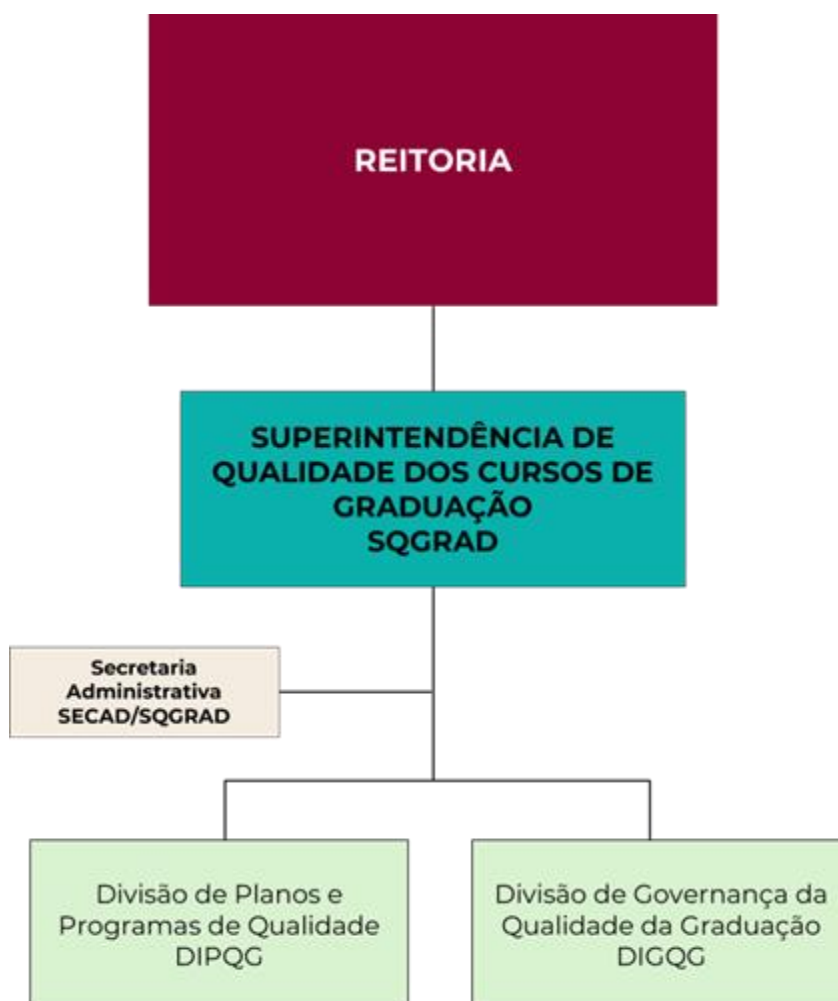 REITORIA
SUPERINTENDÊNCIA DE
QUALIDADE DOS CURSOS DE
GRADUAÇÃO
SQGRAD
Secretaria
Administrativa
SECAD/SQGRAD
Divisão de Planos e
Programas de Qualidade
DIPQG
Divisão de Governança da
Qualidade da Graduação
DIGQG